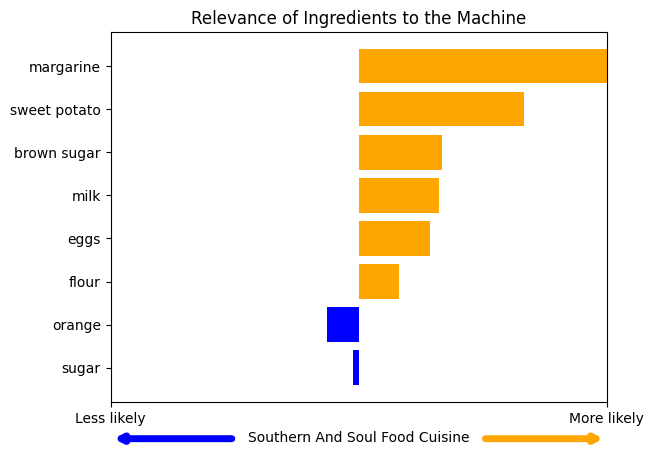 Relevance of Ingredients to the Machine
margarine
sweet potato
brown sugar
milk
eggs
flour
orange
sugar
Less likely
More likely
Southern And Soul Food Cuisine